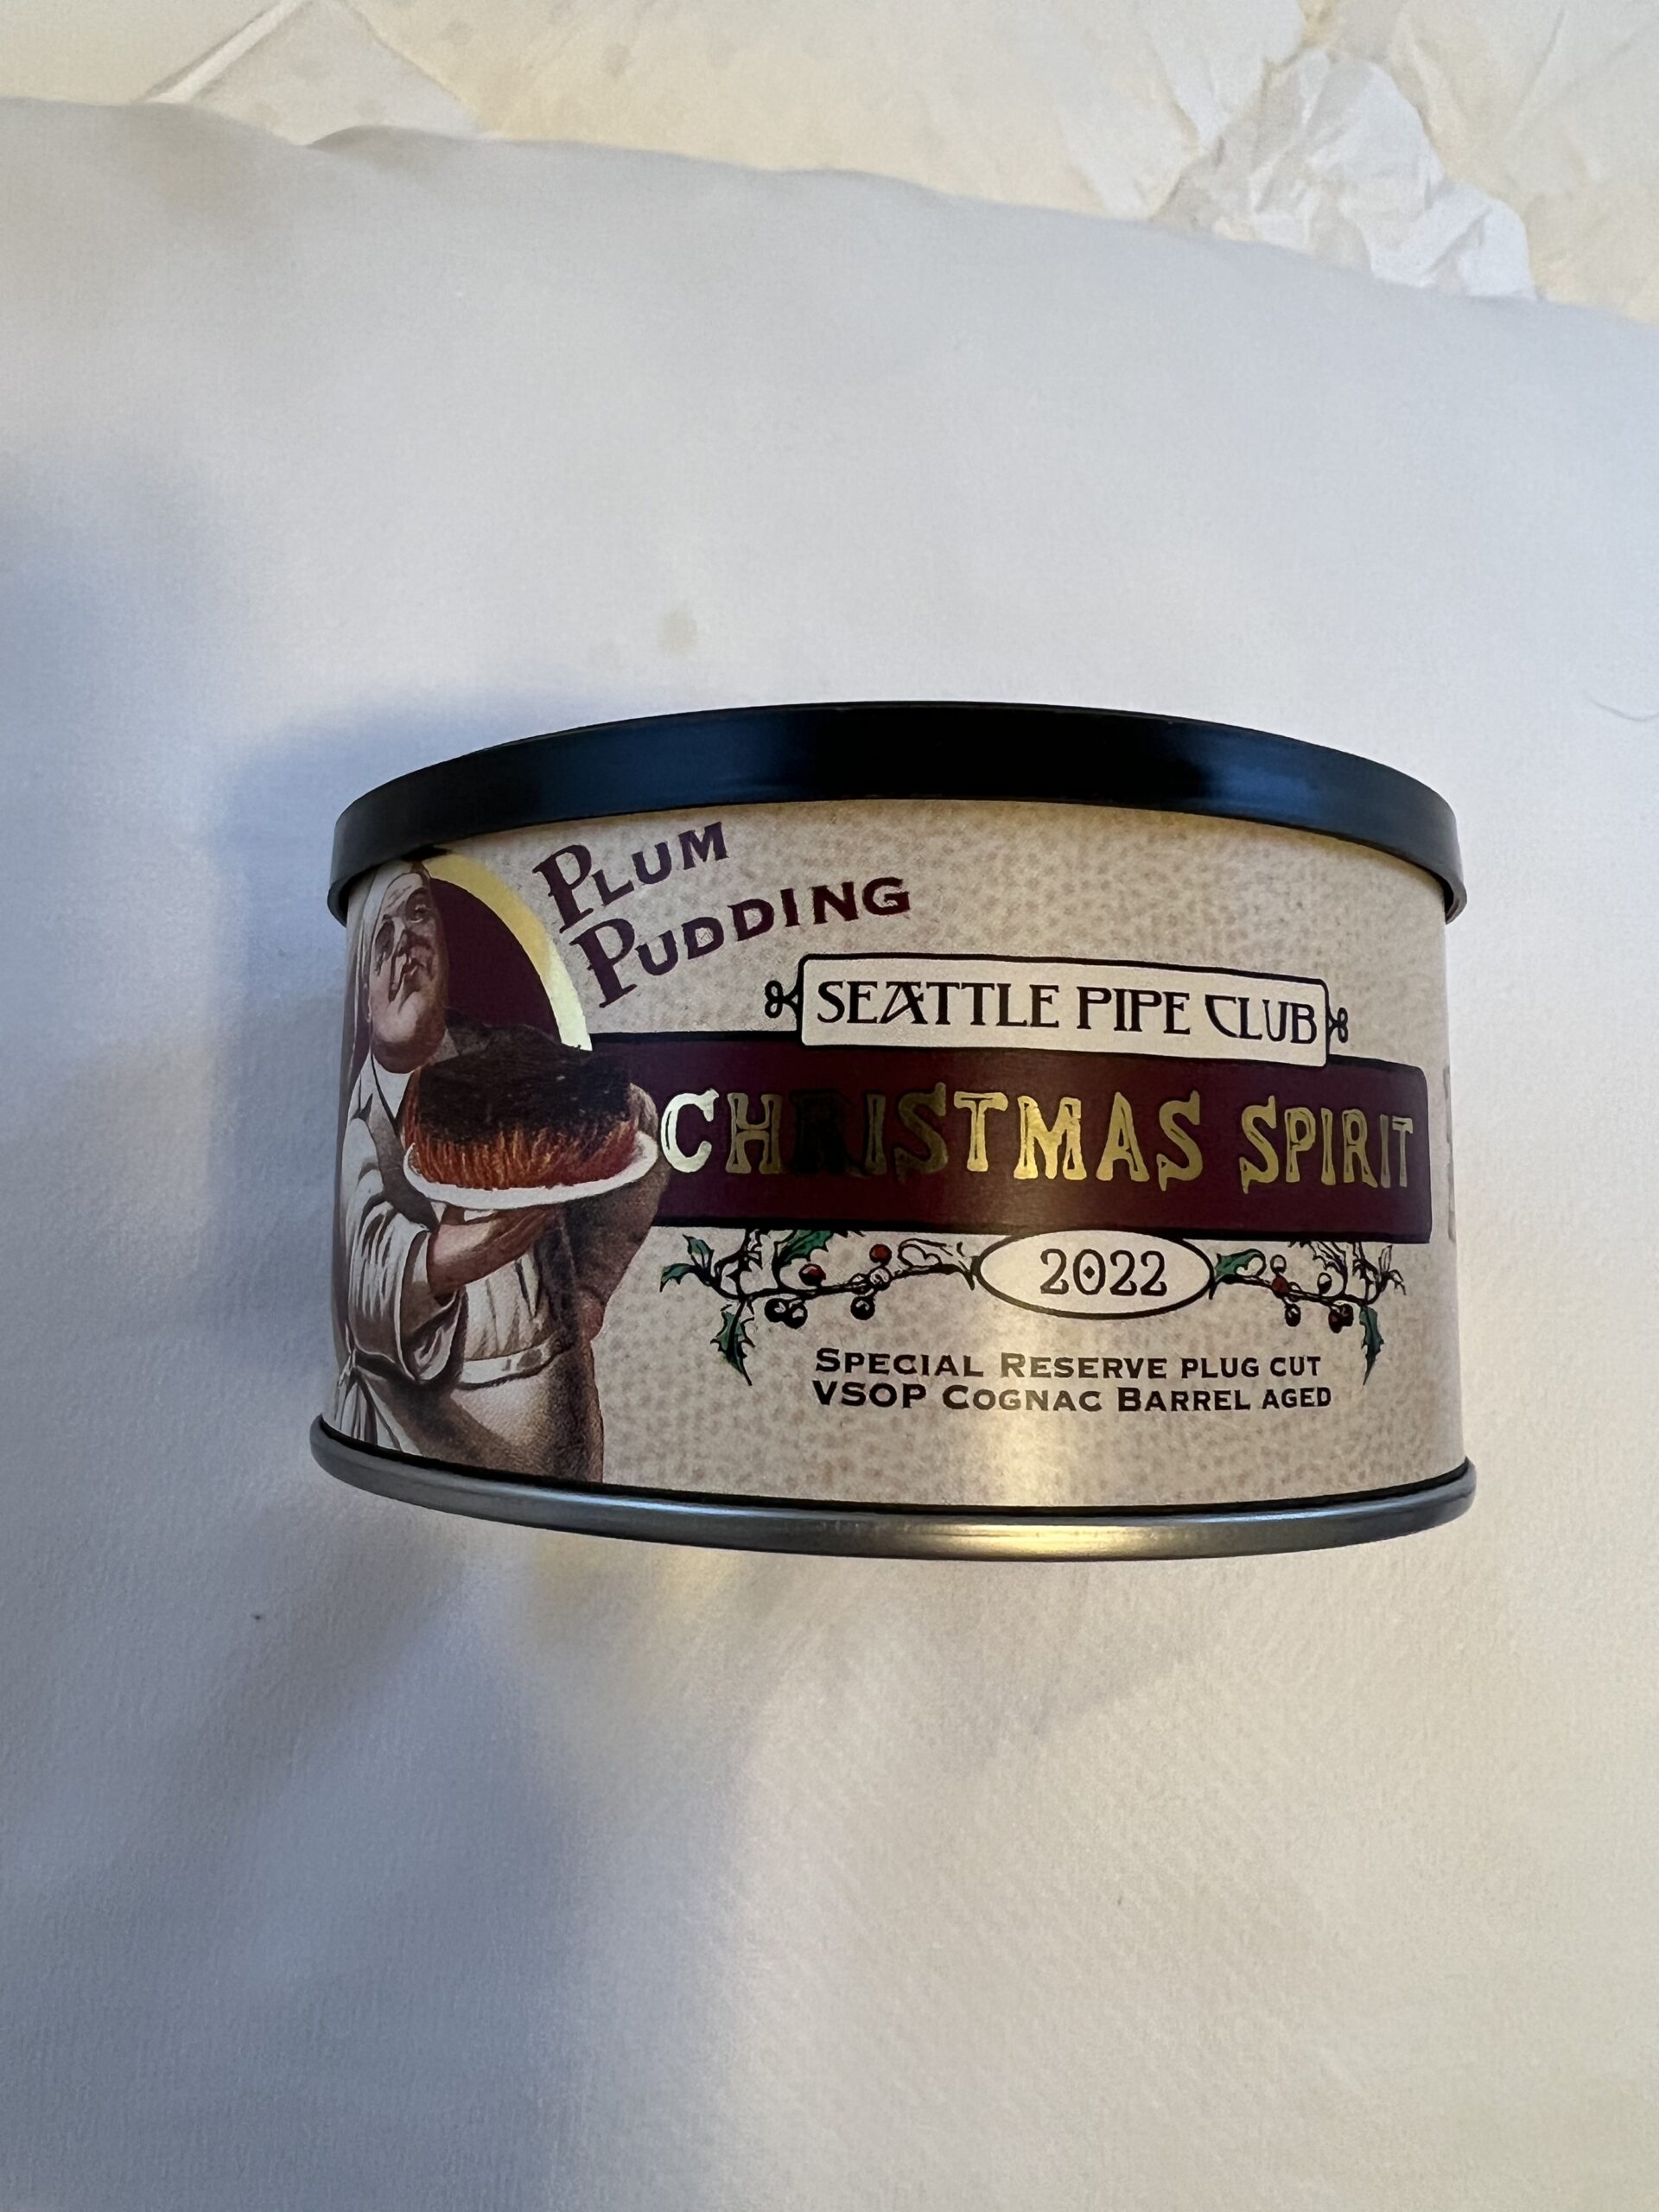 PLUM
PUDDING
SEATTLE PIPE CLUB
CHRISTMAS SPIRIT
2022
SPECIAL RESERVE PLUG CUT
VSOP COGNAC BARREL AGED